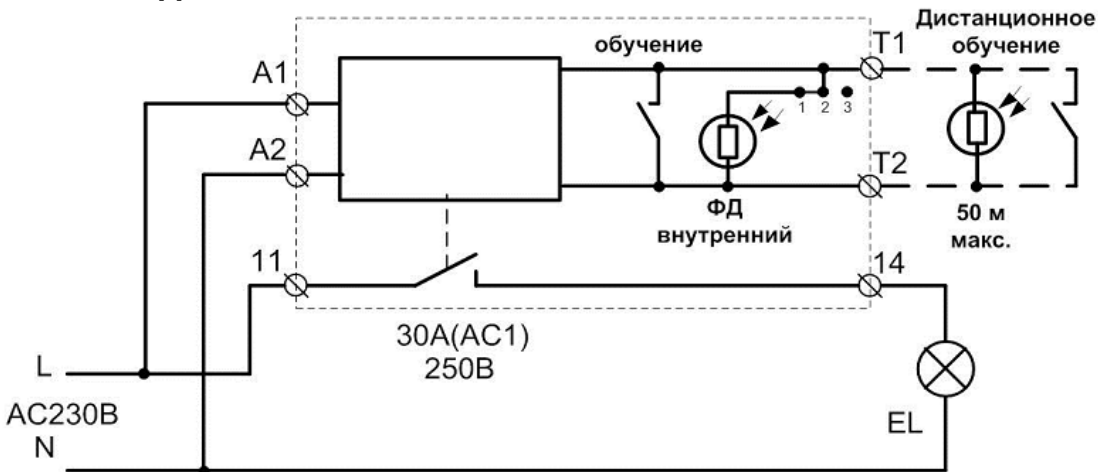 Дистанционное
обучение
обучение
T1
A1
1 2 3
A2
T2
ФД
внутренний
50 м
макс.
11
14
30А(АС1)
250В
L
АС230В
N
EL